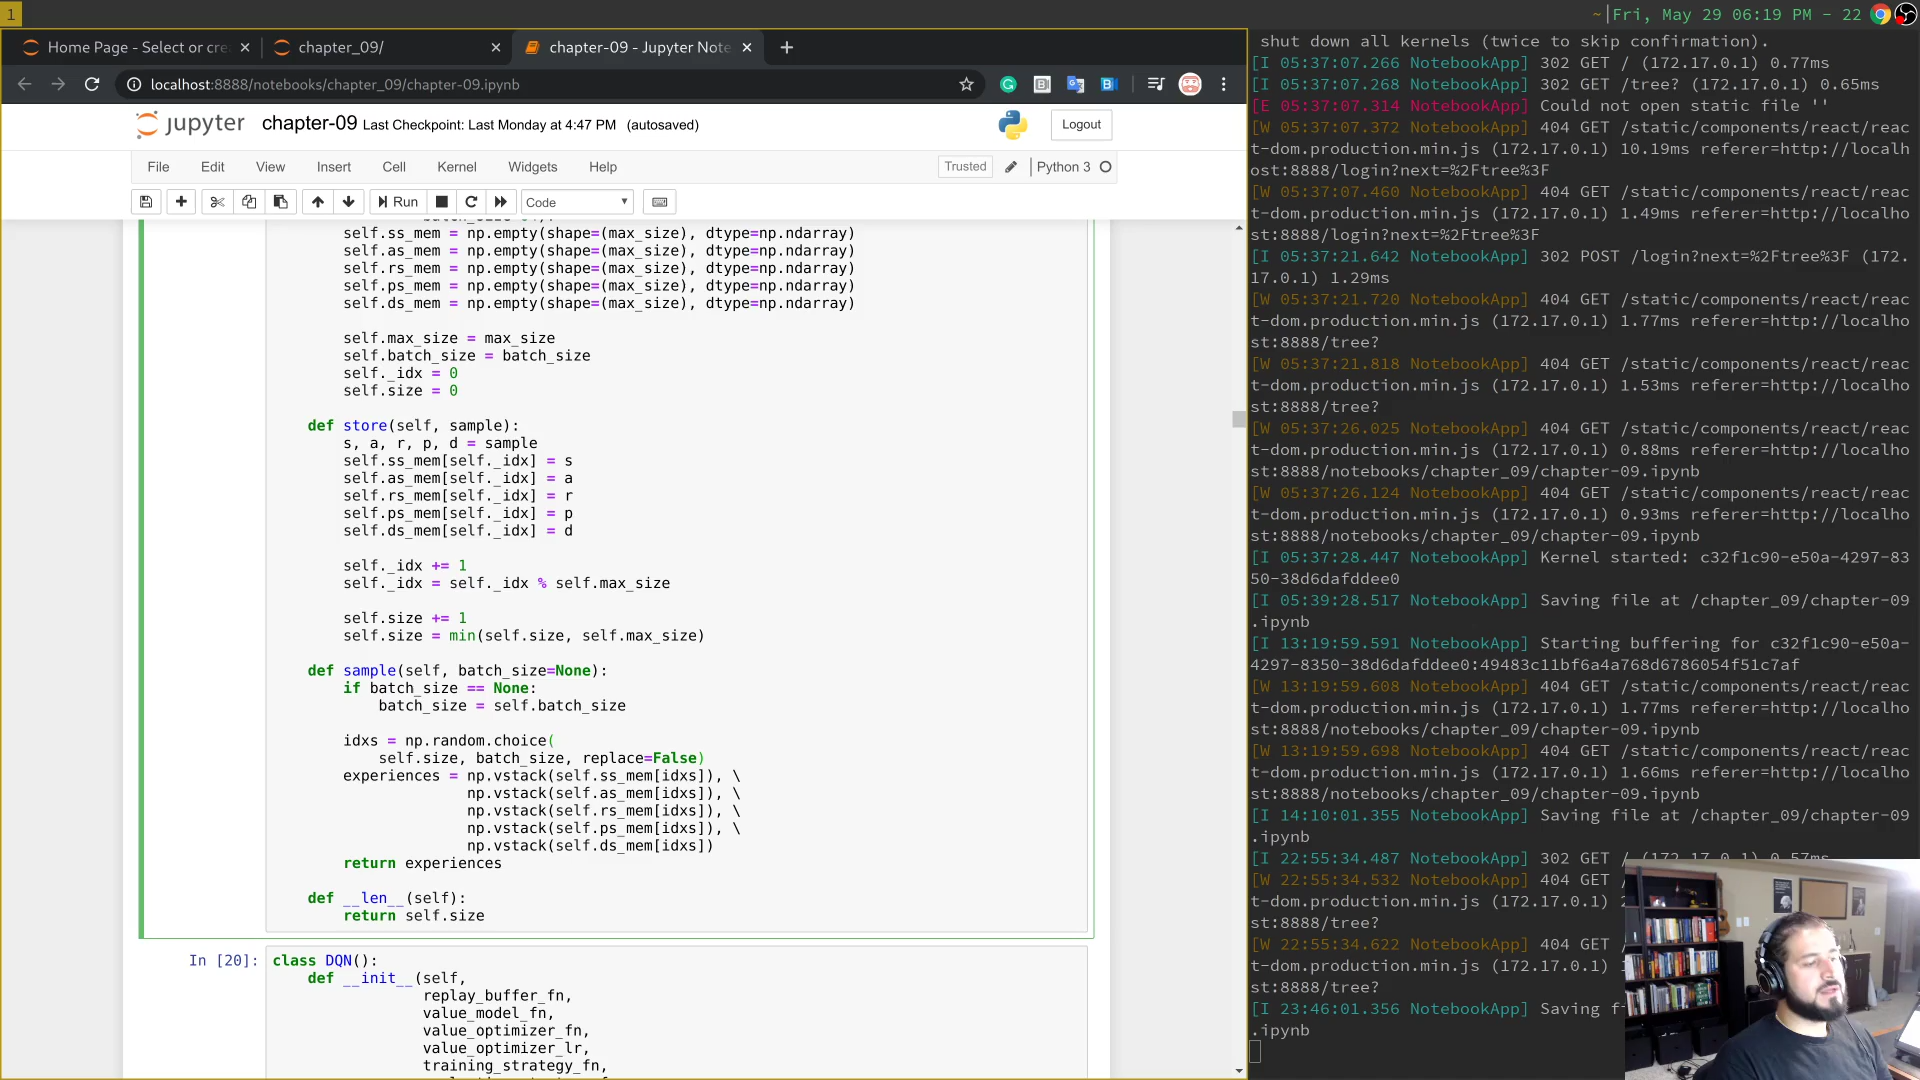 1
~ |Fri, May 29 06:19 PM - 22
Home Page - Select or cre
chapter_09/
chapter-09 - Jupyter Note
localhost:8888/notebooks/chapter_09/chapter-09.ipynb
jupyter chapter-09 Last Checkpoint: Last Monday at 4:47 PM (autosaved)
Logout
File Edit View Insert Cell Kernel Widgets Help
Trusted
Python 3
Run
Code
self.ss_mem = np.empty(shape=(max_size), dtype=np.ndarray)
self.as_mem = np.empty(shape=(max_size), dtype=np.ndarray)
self.rs_mem = np.empty(shape=(max_size), dtype=np.ndarray)
self.ps_mem = np.empty(shape=(max_size), dtype=np.ndarray)
self.ds_mem = np.empty(shape=(max_size), dtype=np.ndarray)
self.max_size = max_size
self.batch_size = batch_size
self._idx = 0
self.size = 0
def store(self, sample):
s, a, r, p, d = sample
self.ss_mem[self._idx] = s
self.as_mem[self._idx] = a
self.rs_mem[self._idx] = r
self.ps_mem[self._idx] = p
self.ds_mem[self._idx] = d
self._idx += 1
self._idx = self._idx % self.max_size
self.size += 1
self.size = min(self.size, self.max_size)
def sample(self, batch_size=None):
if batch_size == None:
batch_size = self.batch_size
idxs = np.random.choice(
self.size, batch_size, replace=False)
experiences = np.vstack(self.ss_mem[idxs]), \
np.vstack(self.as_mem[idxs]), \
np.vstack(self.rs_mem[idxs]), \
np.vstack(self.ps_mem[idxs]), \
np.vstack(self.ds_mem[idxs])
return experiences
def __len__(self):
return self.size
In [20]: class DQN():
def __init__(self,
replay_buffer_fn,
value_model_fn,
value_optimizer_fn,
value_optimizer_lr,
training_strategy_fn,
shut down all kernels (twice to skip confirmation).
[I 05:37:07.266 NotebookApp] 302 GET / (172.17.0.1) 0.77ms
[I 05:37:07.268 NotebookApp] 302 GET /tree? (172.17.0.1) 0.65ms
[E 05:37:07.314 NotebookApp] Could not open static file ''
[W 05:37:07.372 NotebookApp] 404 GET /static/components/react/reac
t-dom.production.min.js (172.17.0.1) 10.19ms referer=http://localh
ost:8888/login?next=%2Ftree%3F
[W 05:37:07.460 NotebookApp] 404 GET /static/components/react/reac
t-dom.production.min.js (172.17.0.1) 1.49ms referer=http://localho
st:8888/login?next=%2Ftree%3F
[I 05:37:21.642 NotebookApp] 302 POST /login?next=%2Ftree%3F (172.
17.0.1) 1.29ms
[W 05:37:21.720 NotebookApp] 404 GET /static/components/react/reac
t-dom.production.min.js (172.17.0.1) 1.77ms referer=http://localho
st:8888/tree?
[W 05:37:21.818 NotebookApp] 404 GET /static/components/react/reac
t-dom.production.min.js (172.17.0.1) 1.53ms referer=http://localho
st:8888/tree?
[W 05:37:26.025 NotebookApp] 404 GET /static/components/react/reac
t-dom.production.min.js (172.17.0.1) 0.88ms referer=http://localho
st:8888/notebooks/chapter_09/chapter-09.ipynb
[W 05:37:26.124 NotebookApp] 404 GET /static/components/react/reac
t-dom.production.min.js (172.17.0.1) 0.93ms referer=http://localho
st:8888/notebooks/chapter_09/chapter-09.ipynb
[I 05:37:28.447 NotebookApp] Kernel started: c32f1c90-e50a-4297-83
50-38d6dafddee0
[I 05:39:28.517 NotebookApp] Saving file at /chapter_09/chapter-09
.ipynb
[I 13:19:59.591 NotebookApp] Starting buffering for c32f1c90-e50a-
4297-8350-38d6dafddee0:49483c11bf6a4a768d6786054f51c7af
[W 13:19:59.608 NotebookApp] 404 GET /static/components/react/reac
t-dom.production.min.js (172.17.0.1) 1.77ms referer=http://localho
st:8888/notebooks/chapter_09/chapter-09.ipynb
[W 13:19:59.698 NotebookApp] 404 GET /static/components/react/reac
t-dom.production.min.js (172.17.0.1) 1.66ms referer=http://localho
st:8888/notebooks/chapter_09/chapter-09.ipynb
[I 14:10:01.355 NotebookApp] Saving file at /chapter_09/chapter-09
.ipynb
[I 22:55:34.487 NotebookApp] 302 GET / (172.17.0.1) 0.57ms
[W 22:55:34.532 NotebookApp] 404 GET /
t-dom.production.min.js (172.17.0.1)
st:8888/tree?
[W 22:55:34.622 NotebookApp] 404 GET /
t-dom.production.min.js (172.17.0.1)
st:8888/tree?
[I 23:46:01.356 NotebookApp] Saving
.ipynb